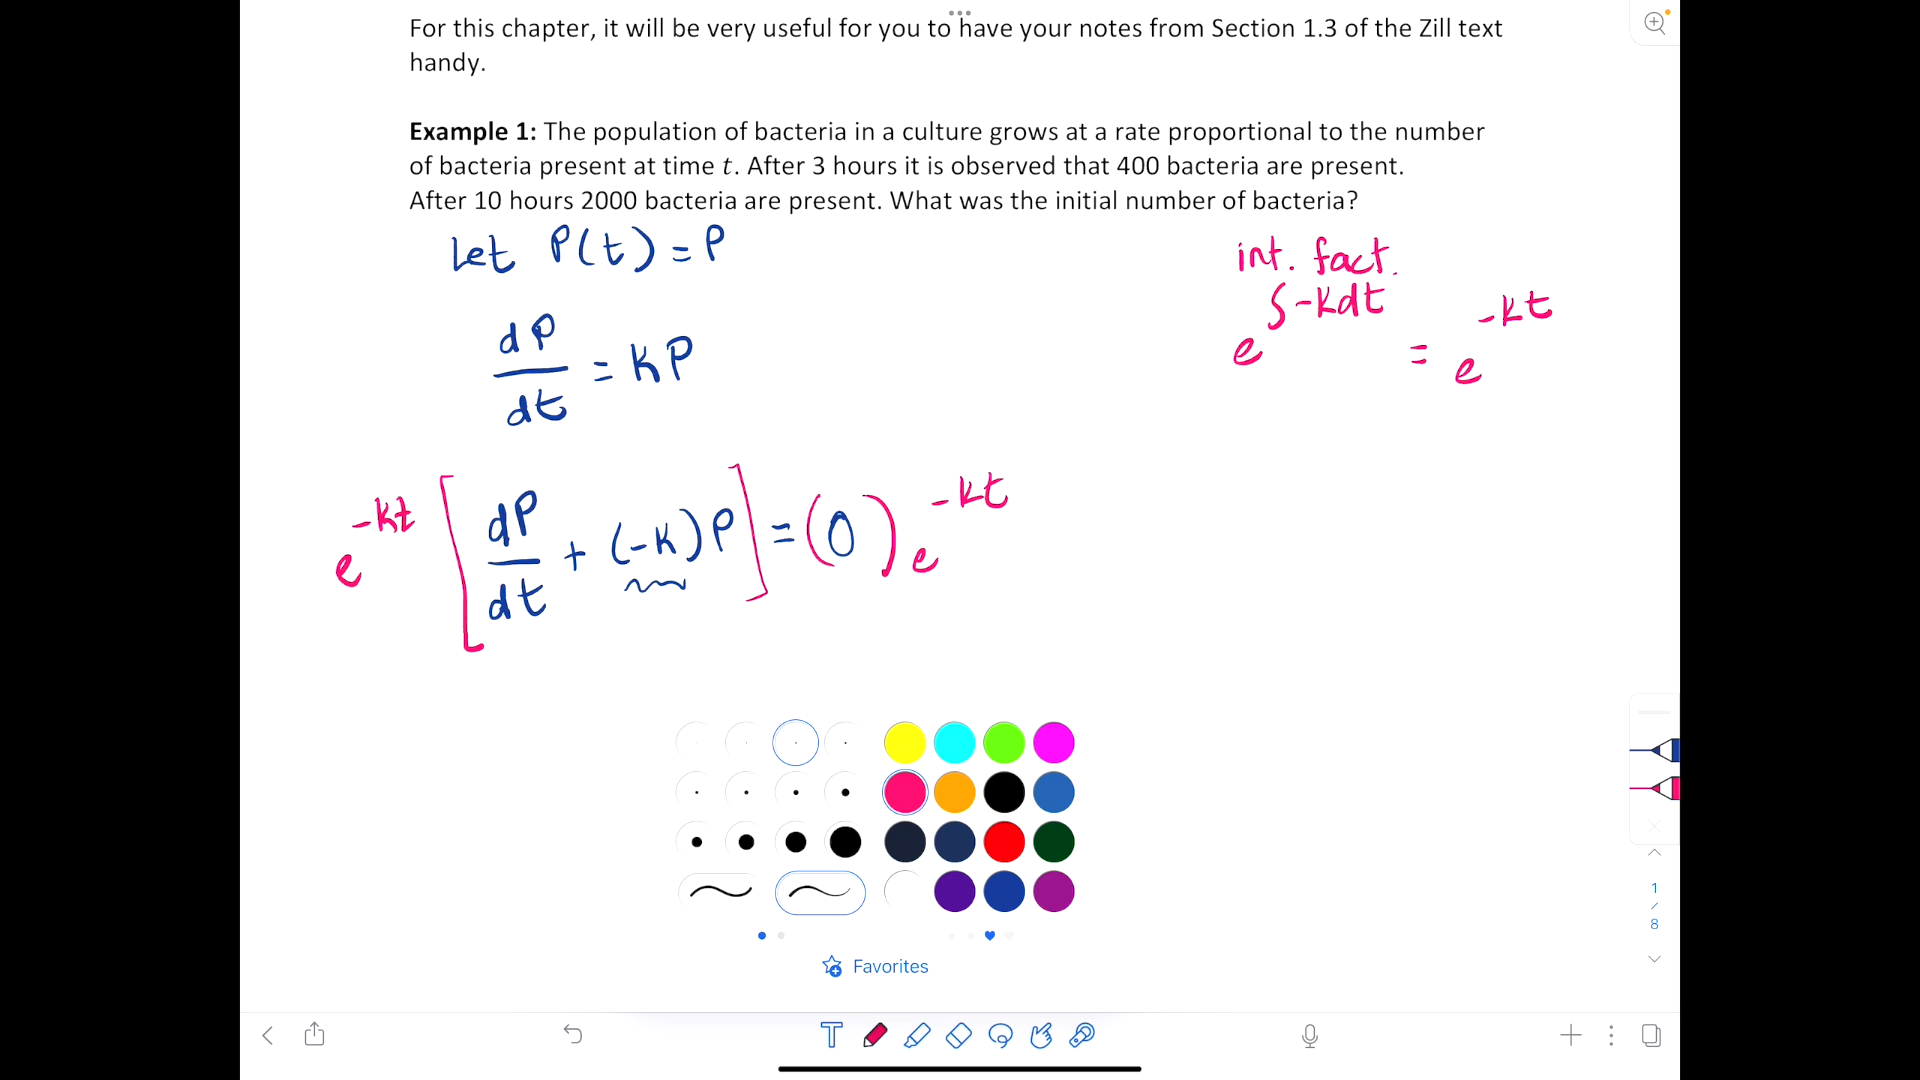 For this chapter, it will be very useful for you to have your notes from Section 1.3 of the Zill text
handy.
Example 1: The population of bacteria in a culture grows at a rate proportional to the number
of bacteria present at time t. After 3 hours it is observed that 400 bacteria are present.
After 10 hours 2000 bacteria are present. What was the initial number of bacteria?
Let P(t) = P
int. fact.
e^{∫-kdt} = e^{-kt}
dP/dt = kP
e^{-kt} [dP/dt + (-k)P] = (0) e^{-kt}
1
/
8
Favorites
T